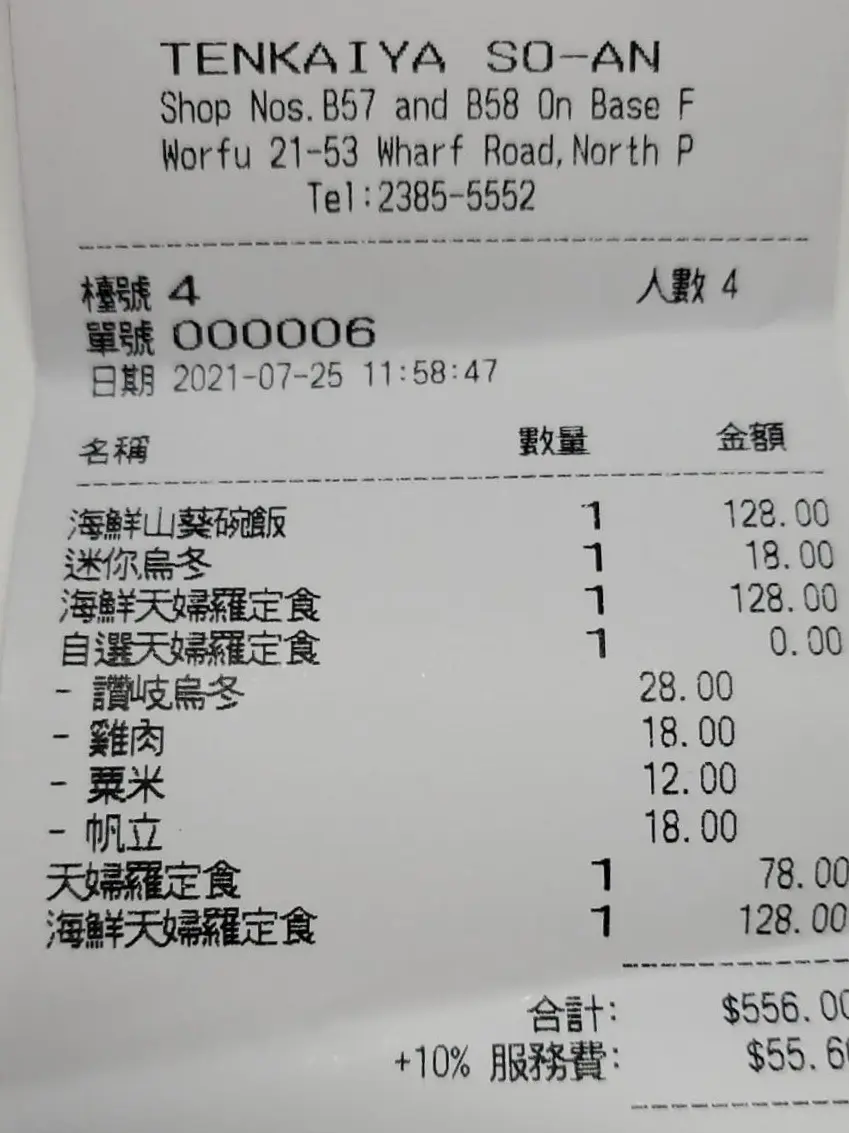 TENKAIYA SO-AN
Shop Nos.B57 and B58 On Base F
Worfu 21-53 Wharf Road,North P
Tel:2385-5552
檯號 4 人數 4
單號 000006
日期 2021-07-25 11:58:47
名稱 數量 金額
海鮮山葵碗飯 1 128.00
迷你烏冬 1 18.00
海鮮天婦羅定食 1 128.00
自選天婦羅定食 1 0.00
- 讚岐烏冬 28.00
- 雞肉 18.00
- 粟米 12.00
- 帆立 18.00
天婦羅定食 1 78.00
海鮮天婦羅定食 1 128.00
合計: $556.00
+10% 服務費: $55.60